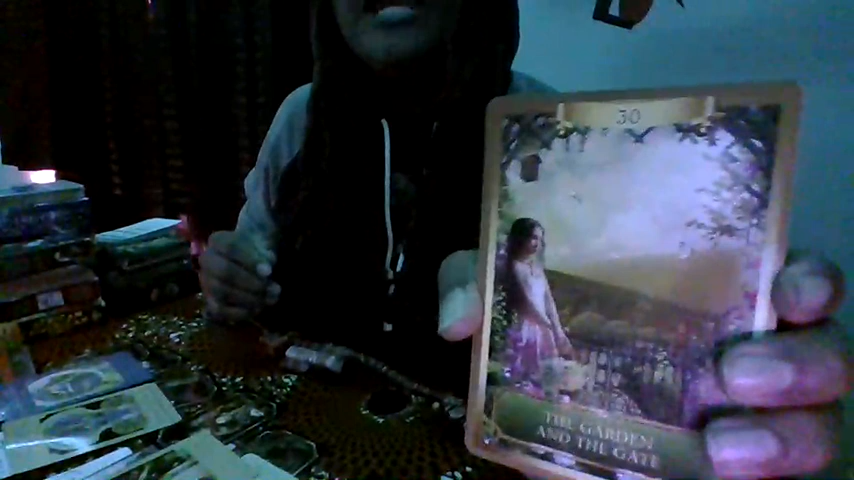 30
THE GARDEN
AND THE GATE